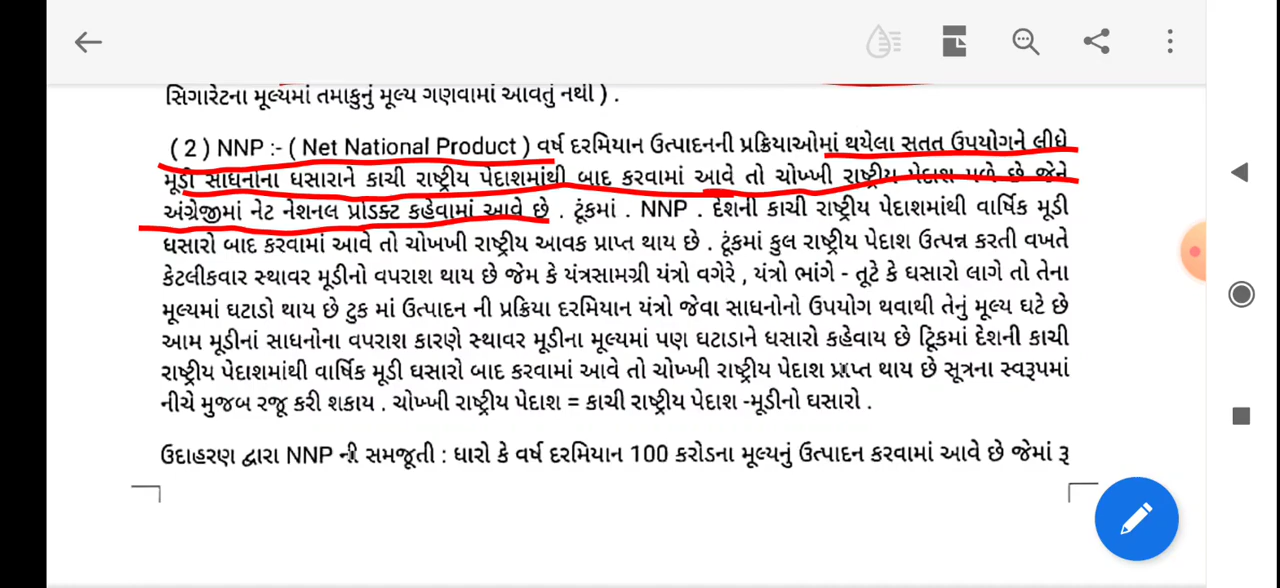 સિગારેટના મૂલ્યમાં તમાકુનું મૂલ્ય ગણવામાં આવતું નથી ) .
( 2 ) NNP :- ( Net National Product ) વર્ષ દરમિયાન ઉત્પાદનની પ્રક્રિયાઓમાં થયેલા સતત ઉપયોગને લીધે
મૂડી સાધનોના ધસારાને કાચી રાષ્ટ્રીય પેદાશમાંથી બાદ કરવામાં આવે તો ચોખ્ખી રાષ્ટ્રીય પેદાશ મળે છે જેને
અંગ્રેજીમાં નેટ નેશનલ પ્રોડક્ટ કહેવામાં આવે છે . ટૂંકમાં . NNP . દેશની કાચી રાષ્ટ્રીય પેદાશમાંથી વાર્ષિક મૂડી
ધસારો બાદ કરવામાં આવે તો ચોખખી રાષ્ટ્રીય આવક પ્રાપ્ત થાય છે . ટૂંકમાં કુલ રાષ્ટ્રીય પેદાશ ઉત્પન્ન કરતી વખતે
કેટલીકવાર સ્થાવર મૂડીનો વપરાશ થાય છે જેમ કે યંત્રસામગ્રી યંત્રો વગેરે , યંત્રો ભાંગે - તૂટે કે ઘસારો લાગે તો તેના
મૂલ્યમાં ઘટાડો થાય છે ટુક માં ઉત્પાદન ની પ્રક્રિયા દરમિયાન યંત્રો જેવા સાધનોનો ઉપયોગ થવાથી તેનું મૂલ્ય ઘટે છે
આમ મૂડીનાં સાધનોના વપરાશ કારણે સ્થાવર મૂડીના મૂલ્યમાં પણ ઘટાડાને ધસારો કહેવાય છે ટૂિકમાં દેશની કાચી
રાષ્ટ્રીય પેદાશમાંથી વાર્ષિક મૂડી ઘસારો બાદ કરવામાં આવે તો ચોખ્ખી રાષ્ટ્રીય પેદાશ પ્રાપ્ત થાય છે સૂત્રના સ્વરૂપમાં
નીચે મુજબ રજૂ કરી શકાય . ચોખ્ખી રાષ્ટ્રીય પેદાશ = કાચી રાષ્ટ્રીય પેદાશ -મૂડીનો ઘસારો .
ઉદાહરણ દ્વારા NNP ની સમજૂતી : ધારો કે વર્ષ દરમિયાન 100 કરોડના મૂલ્યનું ઉત્પાદન કરવામાં આવે છે જેમાં રૂ